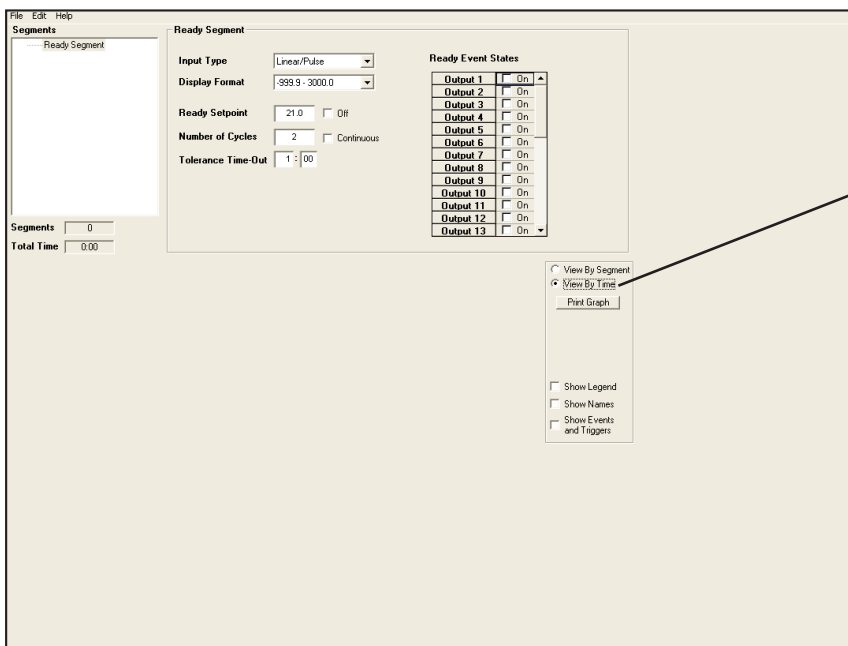 File Edit Help
Segments
Ready Segment
Segments 0
Total Time 0:00
Ready Segment
Input Type Linear/Pulse
Display Format -999.9 - 3000.0
Ready Setpoint 21.0 Off
Number of Cycles 2 Continuous
Tolerance Time-Out 1 : 00
Ready Event States
Output 1 On
Output 2 On
Output 3 On
Output 4 On
Output 5 On
Output 6 On
Output 7 On
Output 8 On
Output 9 On
Output 10 On
Output 11 On
Output 12 On
Output 13 On
View By Segment
View By Time
Print Graph
Show Legend
Show Names
Show Events
and Triggers